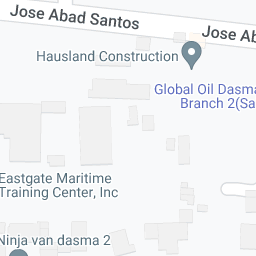 Jose Abad Santos
Jose Ab
Hausland Construction
Global Oil Dasma
Branch 2(Sa
Eastgate Maritime
Training Center, Inc
Ninja van dasma 2